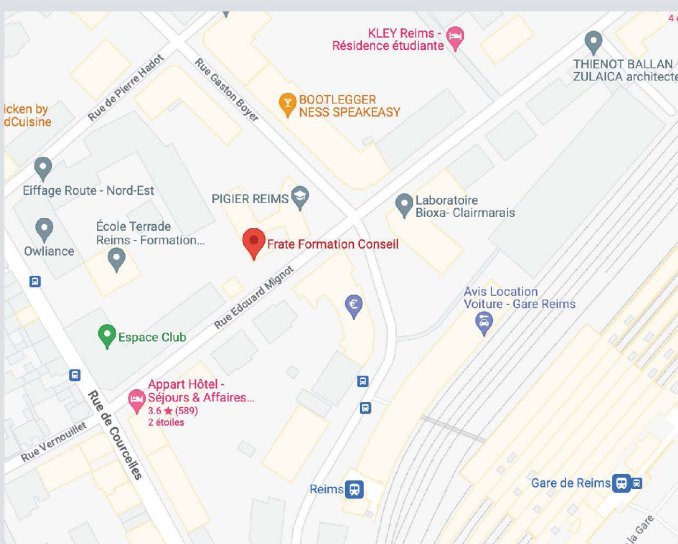 4
KLEY Reims -
Résidence étudiante
THIENOT BALLAN
ZULAICA architecte
Rue de Pierre Hadot
Rue Gaston Boyer
BOOTLEGGER
NESS SPEAKEASY
icken by
dCuisine
Eiffage Route - Nord-Est
PIGIER REIMS
Laboratoire
Bioxa- Clairmarais
École Terrade
Reims - Formation...
Owliance
Frate Formation Conseil
Rue Edouard Mignot
Avis Location
Voiture - Gare Reims
€
Espace Club
Appart Hôtel -
Séjours & Affaires...
3.6 ★ (589)
2 étoiles
Rue de Courcelles
Rue Vernouillet
Reims
Gare de Reims
la Gare